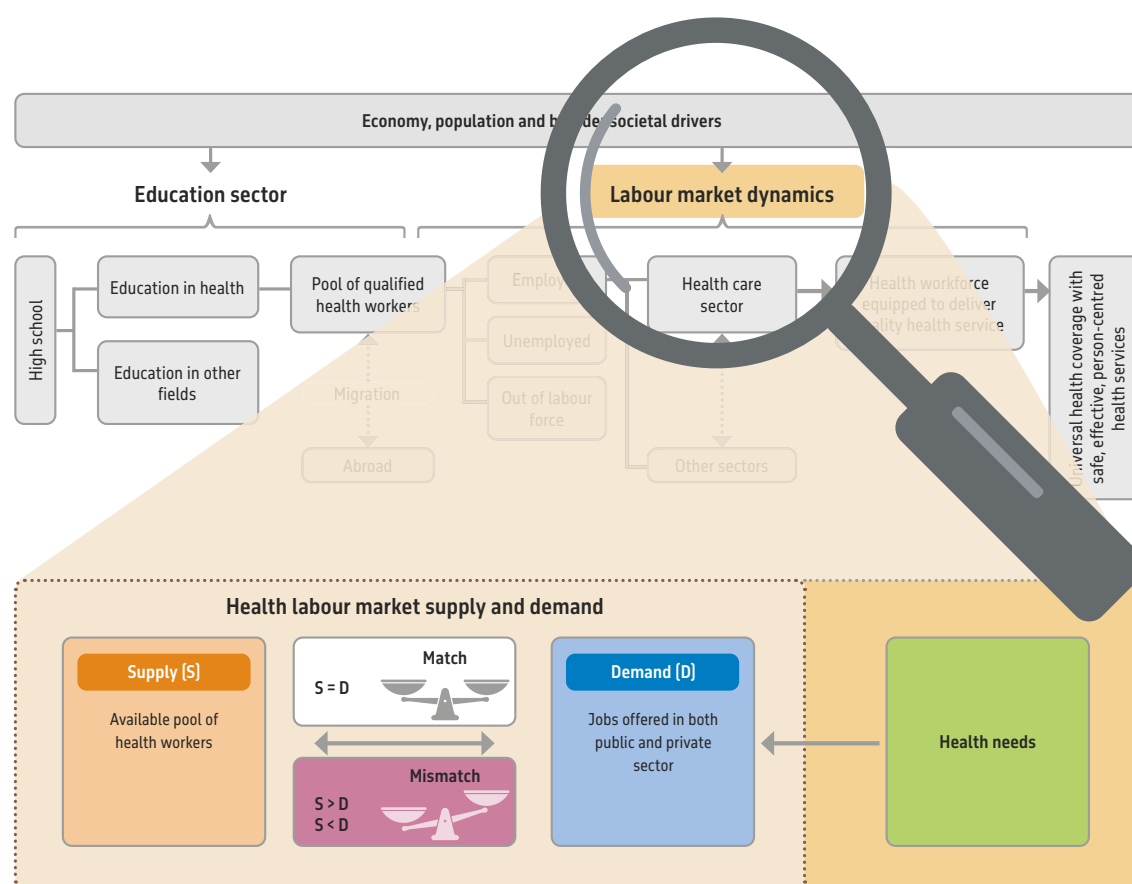 Economy, population and b der societal drivers
Education sector
Labour market dynamics
High school
Education in health
Education in other
fields
Pool of qualified
health workers
Migration
Abroad
Employ
Unemployed
Out of labour
force
Health care
sector
Other sectors
Health workforce
equipped to deliver
ality health service
Universal health coverage with
safe, effective, person-centred
health services
Health labour market supply and demand
Supply (S)
Available pool of
health workers
Match
S = D
Mismatch
S > D
S < D
Demand (D)
Jobs offered in both
public and private
sector
Health needs